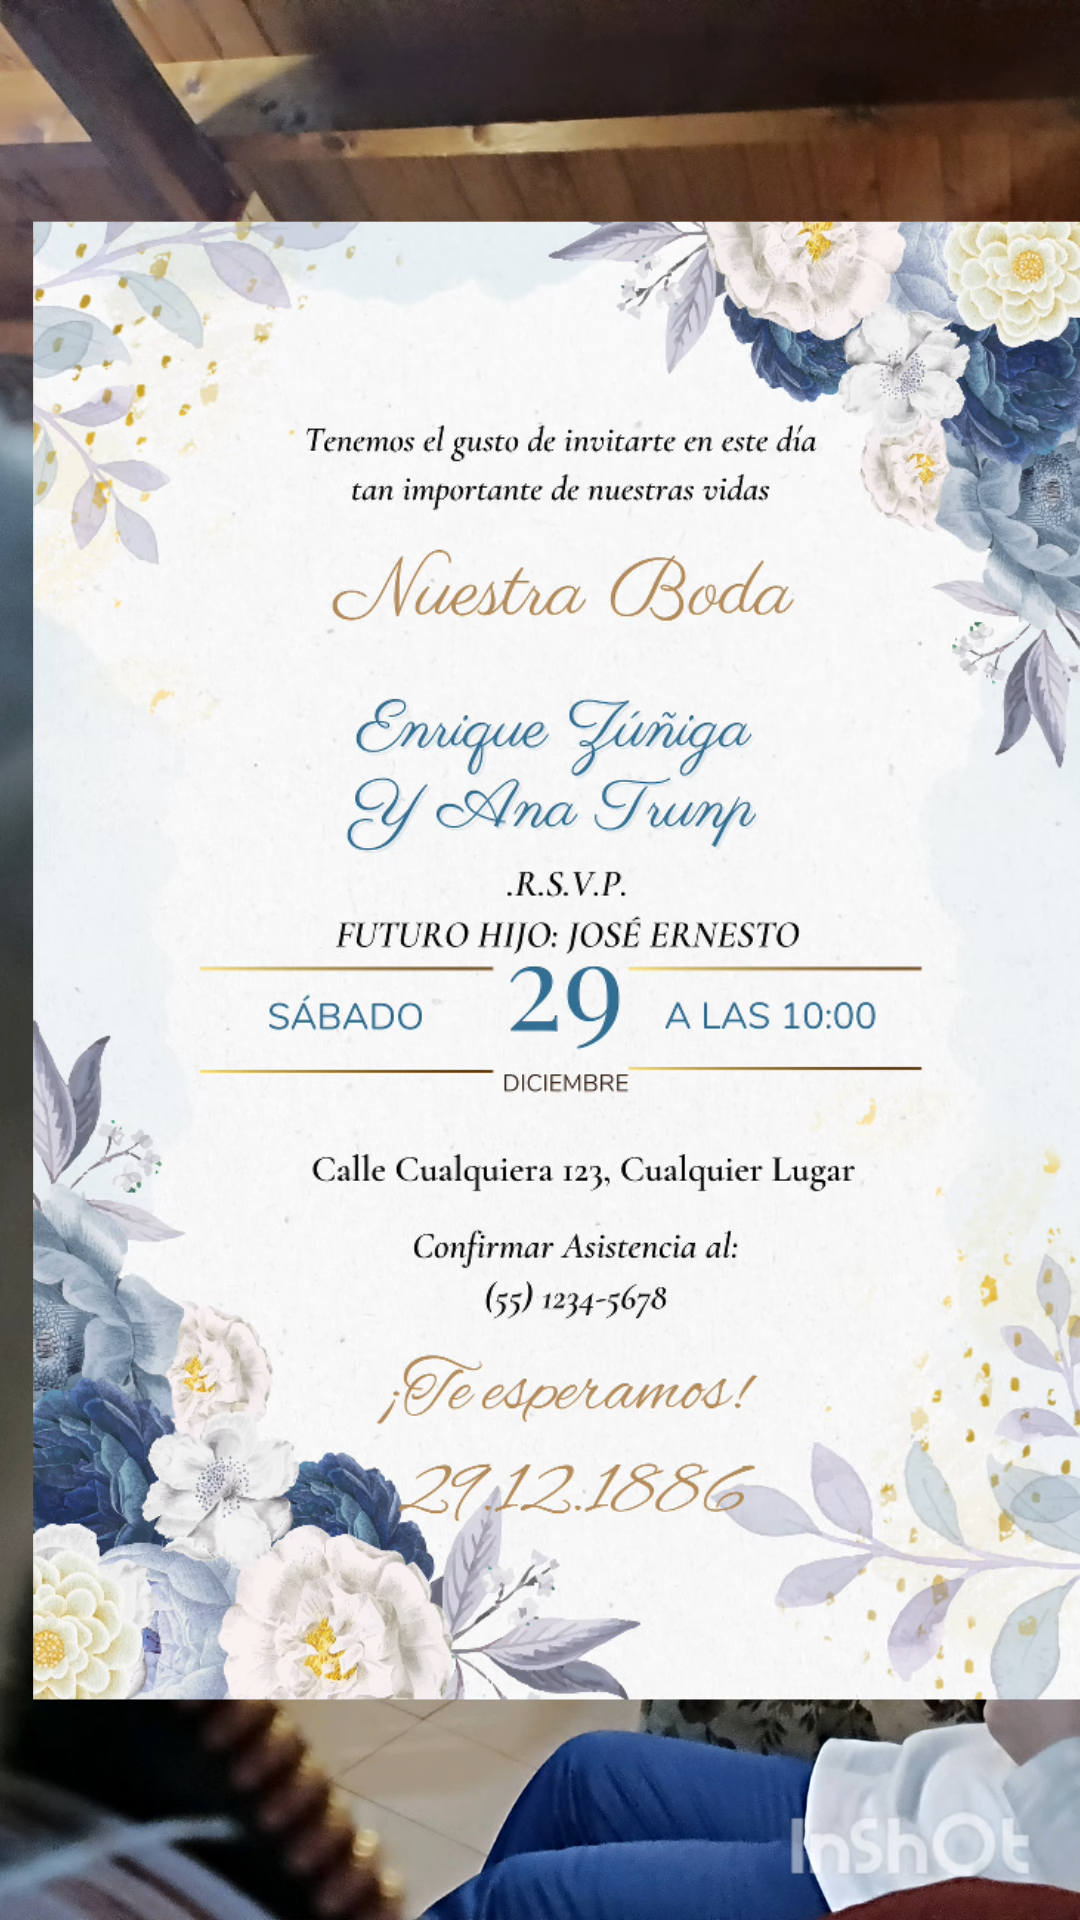 Tenemos el gusto de invitarte en este día
tan importante de nuestras vidas
Nuestra Boda
Enrique Zúñiga
Y Ana Trunp
.R.S.V.P.
FUTURO HIJO: JOSÉ ERNESTO
SÁBADO 29 A LAS 10:00
DICIEMBRE
Calle Cualquiera 123, Cualquier Lugar
Confirmar Asistencia al:
(55) 1234-5678
¡Te esperamos!
29.12.1886
InShOt